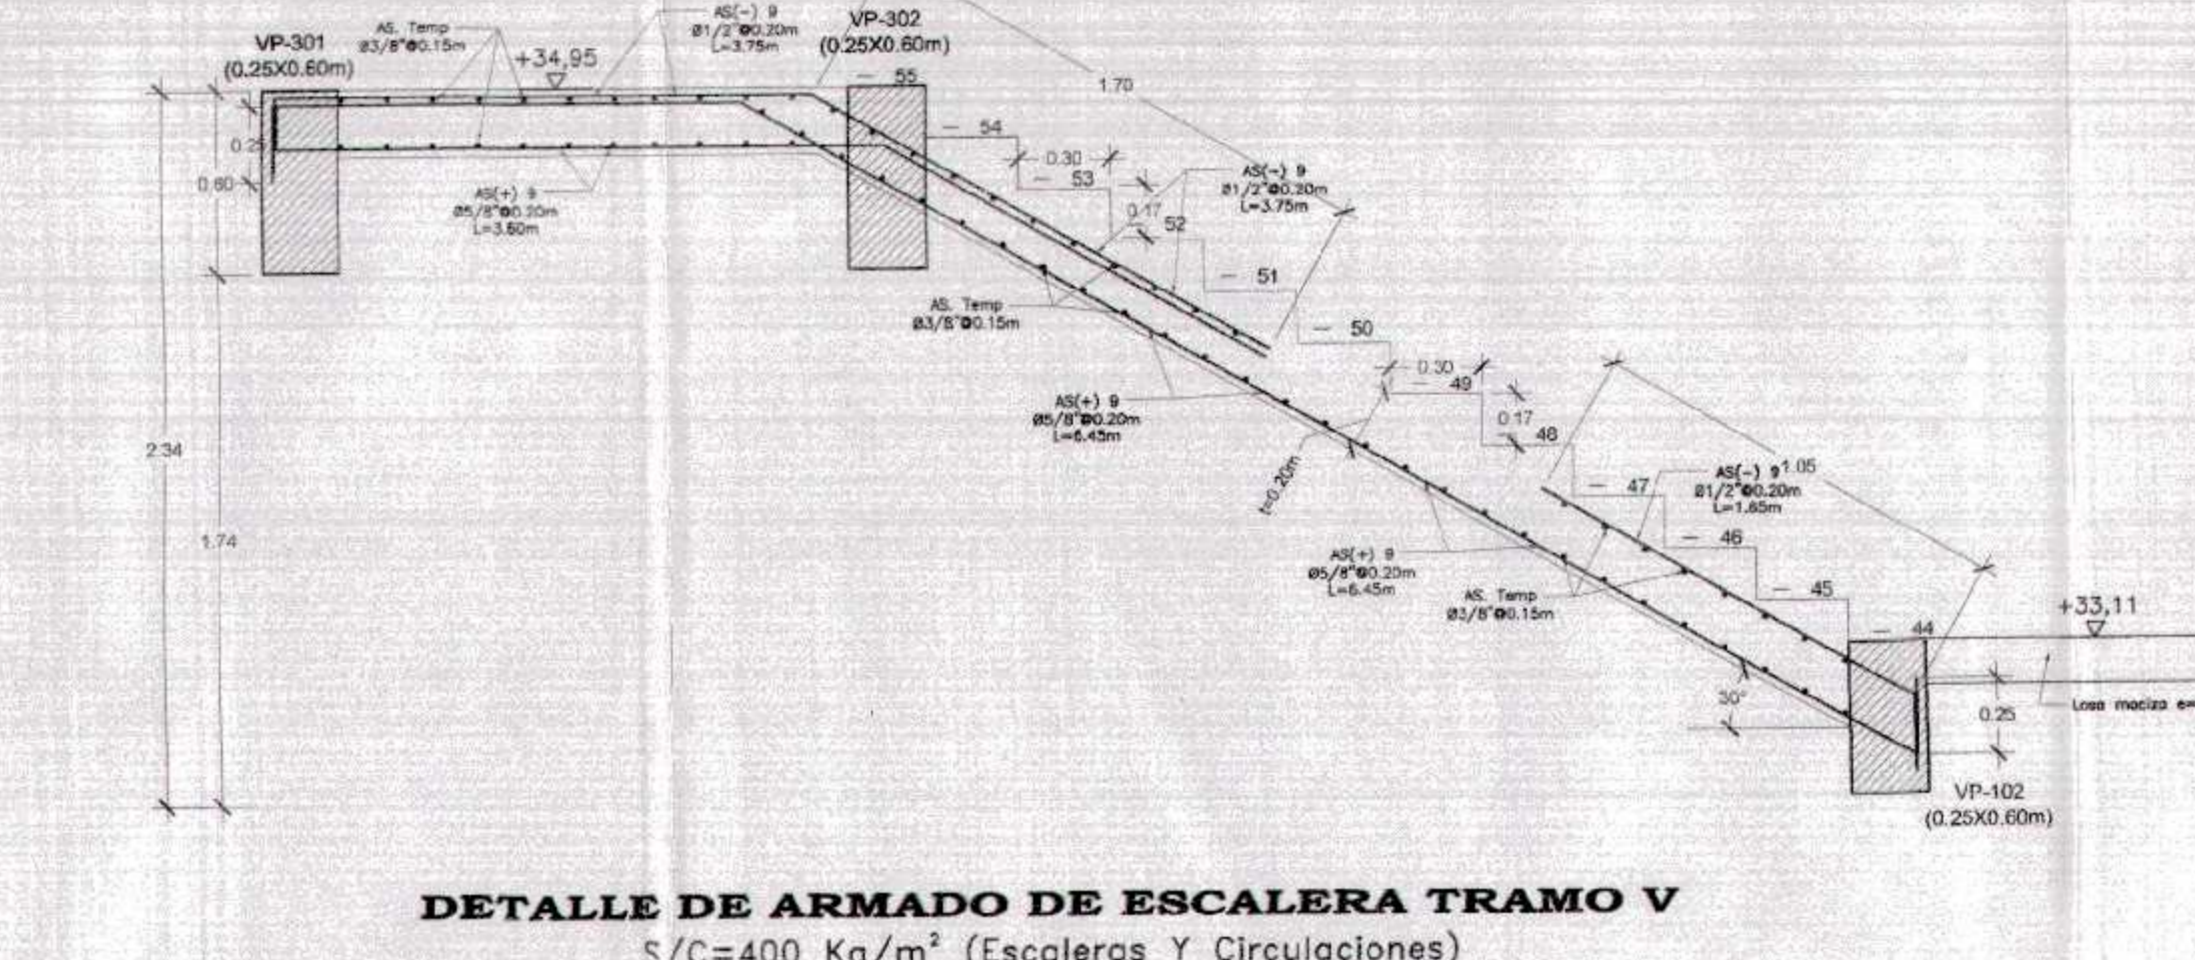 VP-301
(0.25X0.60m)
AS. Temp
Ø3/8"@0.15m
+34,95
AS(-) 9
Ø1/2"@0.20m
L=3.75m
VP-302
(0.25X0.60m)
— 55
1.70
— 54
0.30
— 53
0.25
0.60
AS(+) 9
Ø5/8"@0.20m
L=3.60m
AS(-) 9
Ø1/2"@0.20m
L=3.75m
0.17
52
— 51
AS. Temp
Ø3/8"@0.15m
— 50
0.30
— 49
AS(+) 9
Ø5/8"@0.20m
L=6.45m
0.17
— 48
2.34
t=0.20m
— 47
AS(-) 9
Ø1/2"@0.20m
L=1.65m
1.05
1.74
— 46
AS(+) 9
Ø5/8"@0.20m
L=6.45m
AS. Temp
Ø3/8"@0.15m
— 45
+33,11
— 44
30°
0.25
Losa maciza e=
VP-102
(0.25X0.60m)
DETALLE DE ARMADO DE ESCALERA TRAMO V
S/C=400 Kg/m² (Escaleras Y Circulaciones)